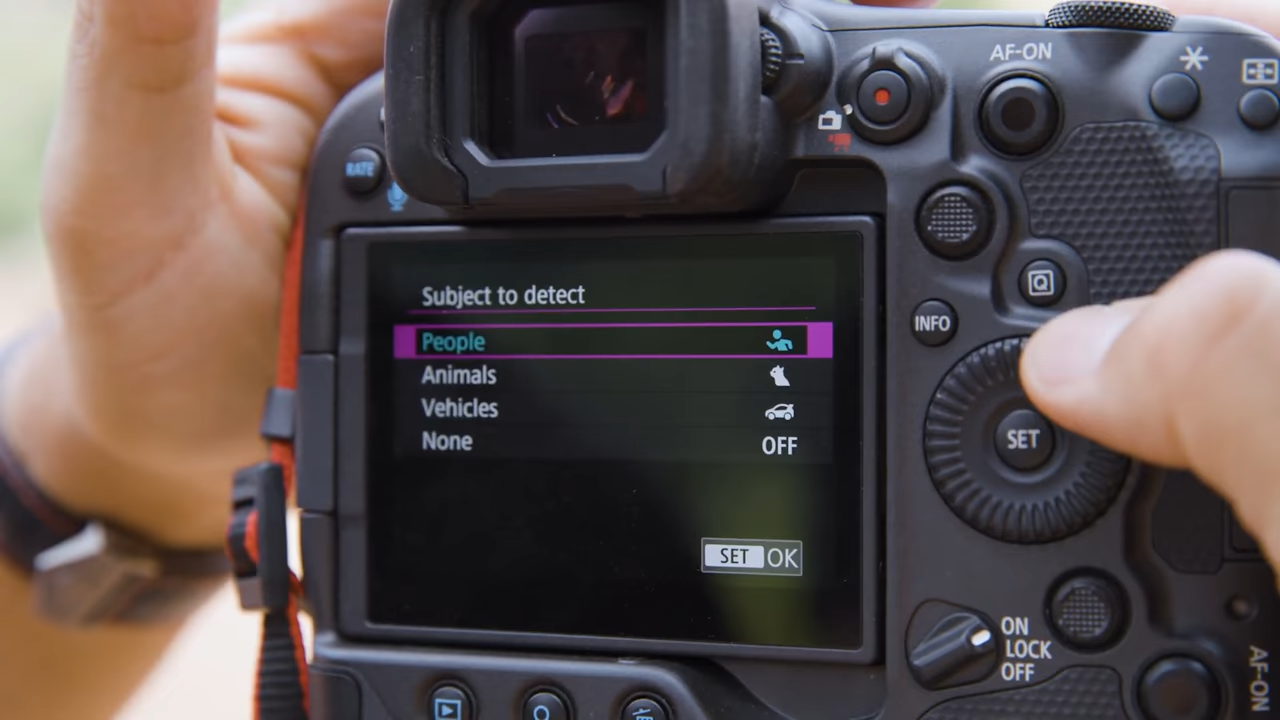 AF-ON
RATE
Subject to detect
Q
People
INFO
Animals
Vehicles
None OFF
SET
SET OK
ON
LOCK
OFF
AF-ON